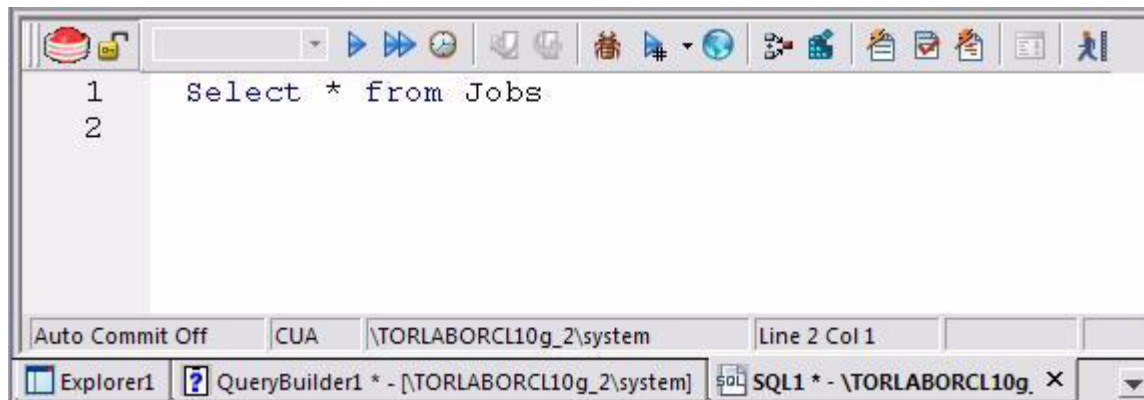 1 Select * from Jobs
2
Auto Commit Off CUA \TORLABORCL10g_2\system Line 2 Col 1
Explorer1 QueryBuilder1 * - [\TORLABORCL10g_2\system] SQL SQL1 * - \TORLABORCL10g_